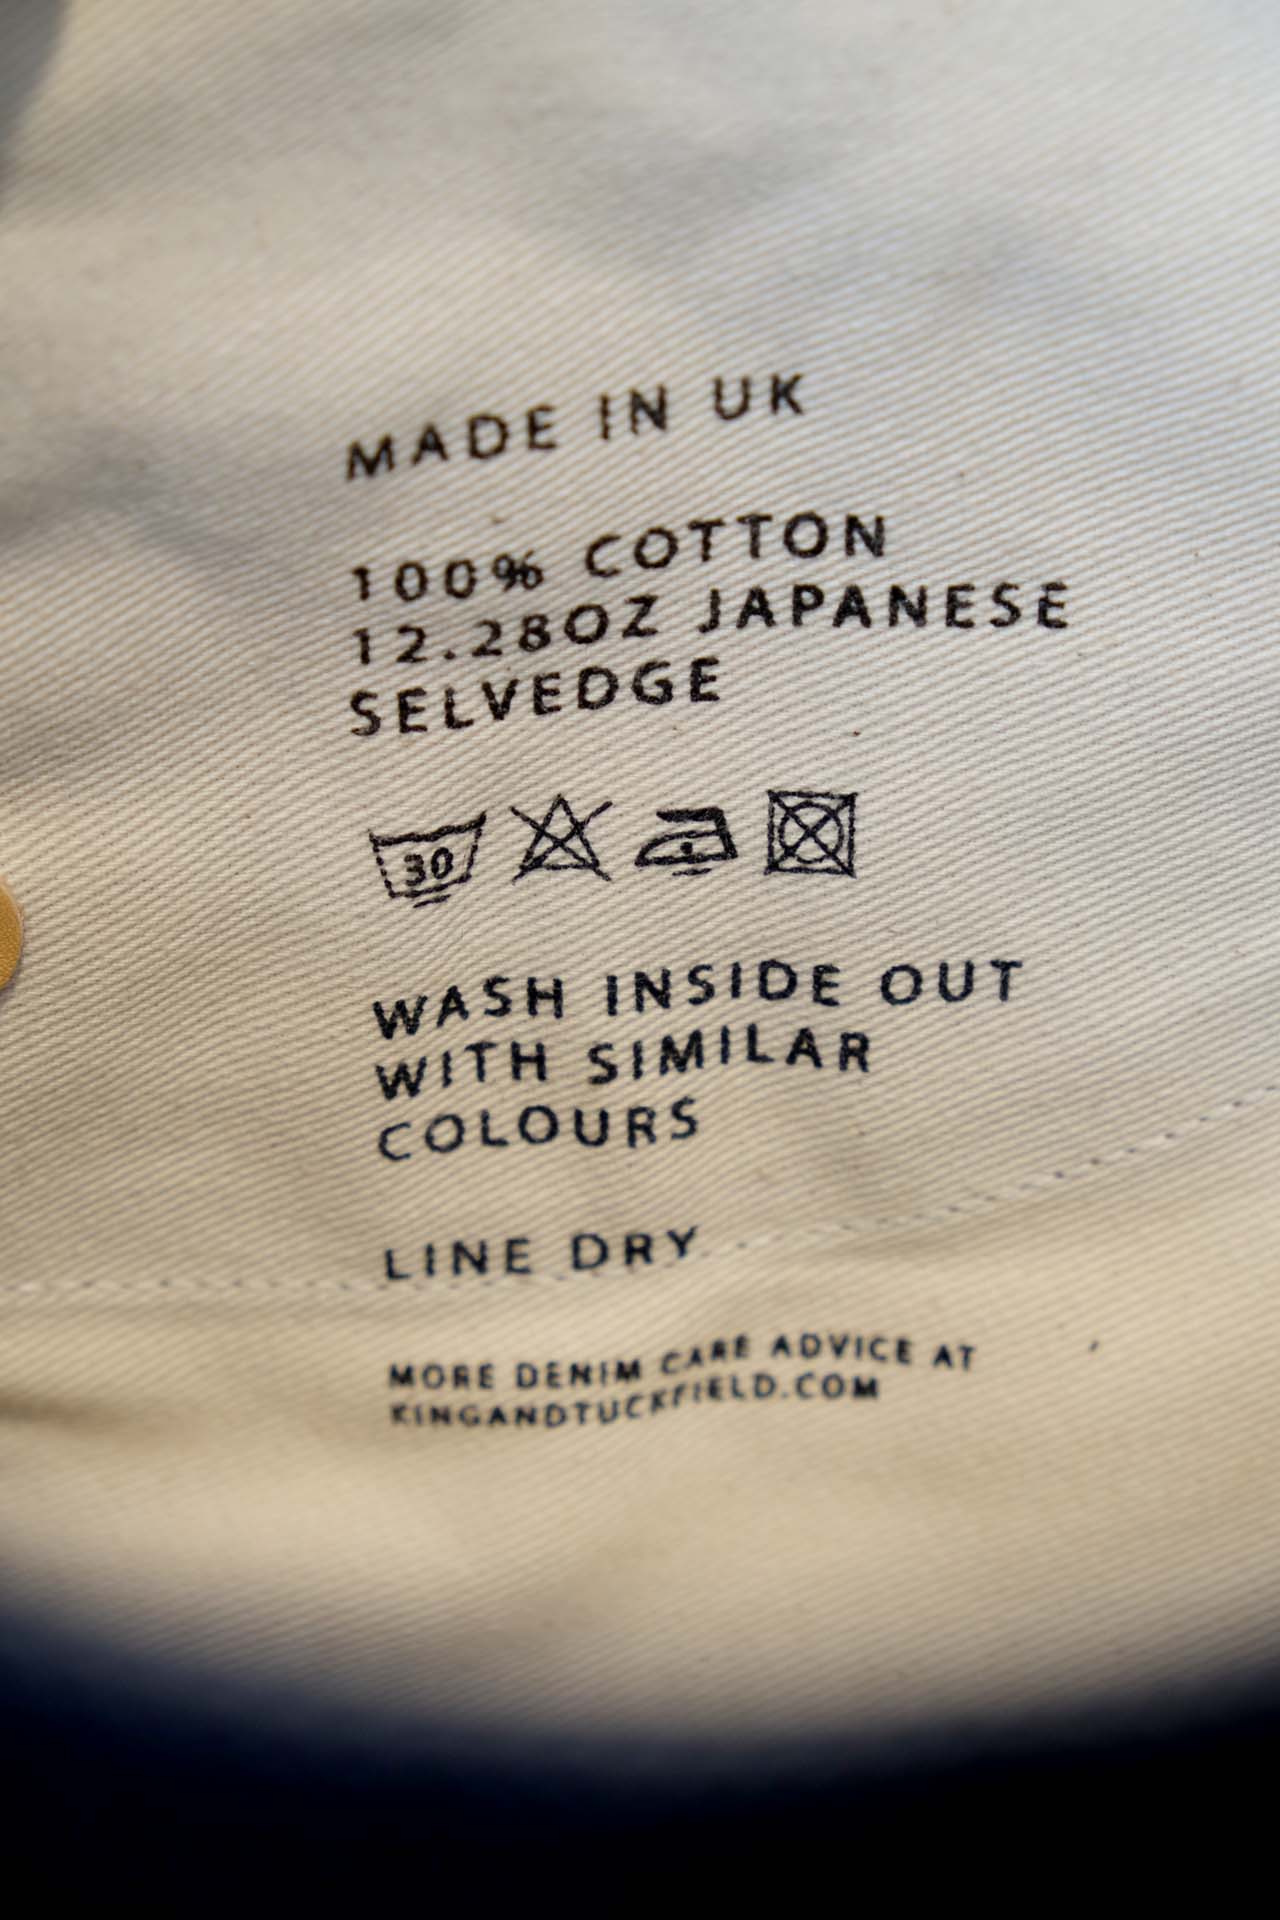 MADE IN UK
100% COTTON
12.28OZ JAPANESE
SELVEDGE
30
WASH INSIDE OUT
WITH SIMILAR
COLOURS
LINE DRY
MORE DENIM CARE ADVICE AT
KINGANDTUCKFIELD.COM